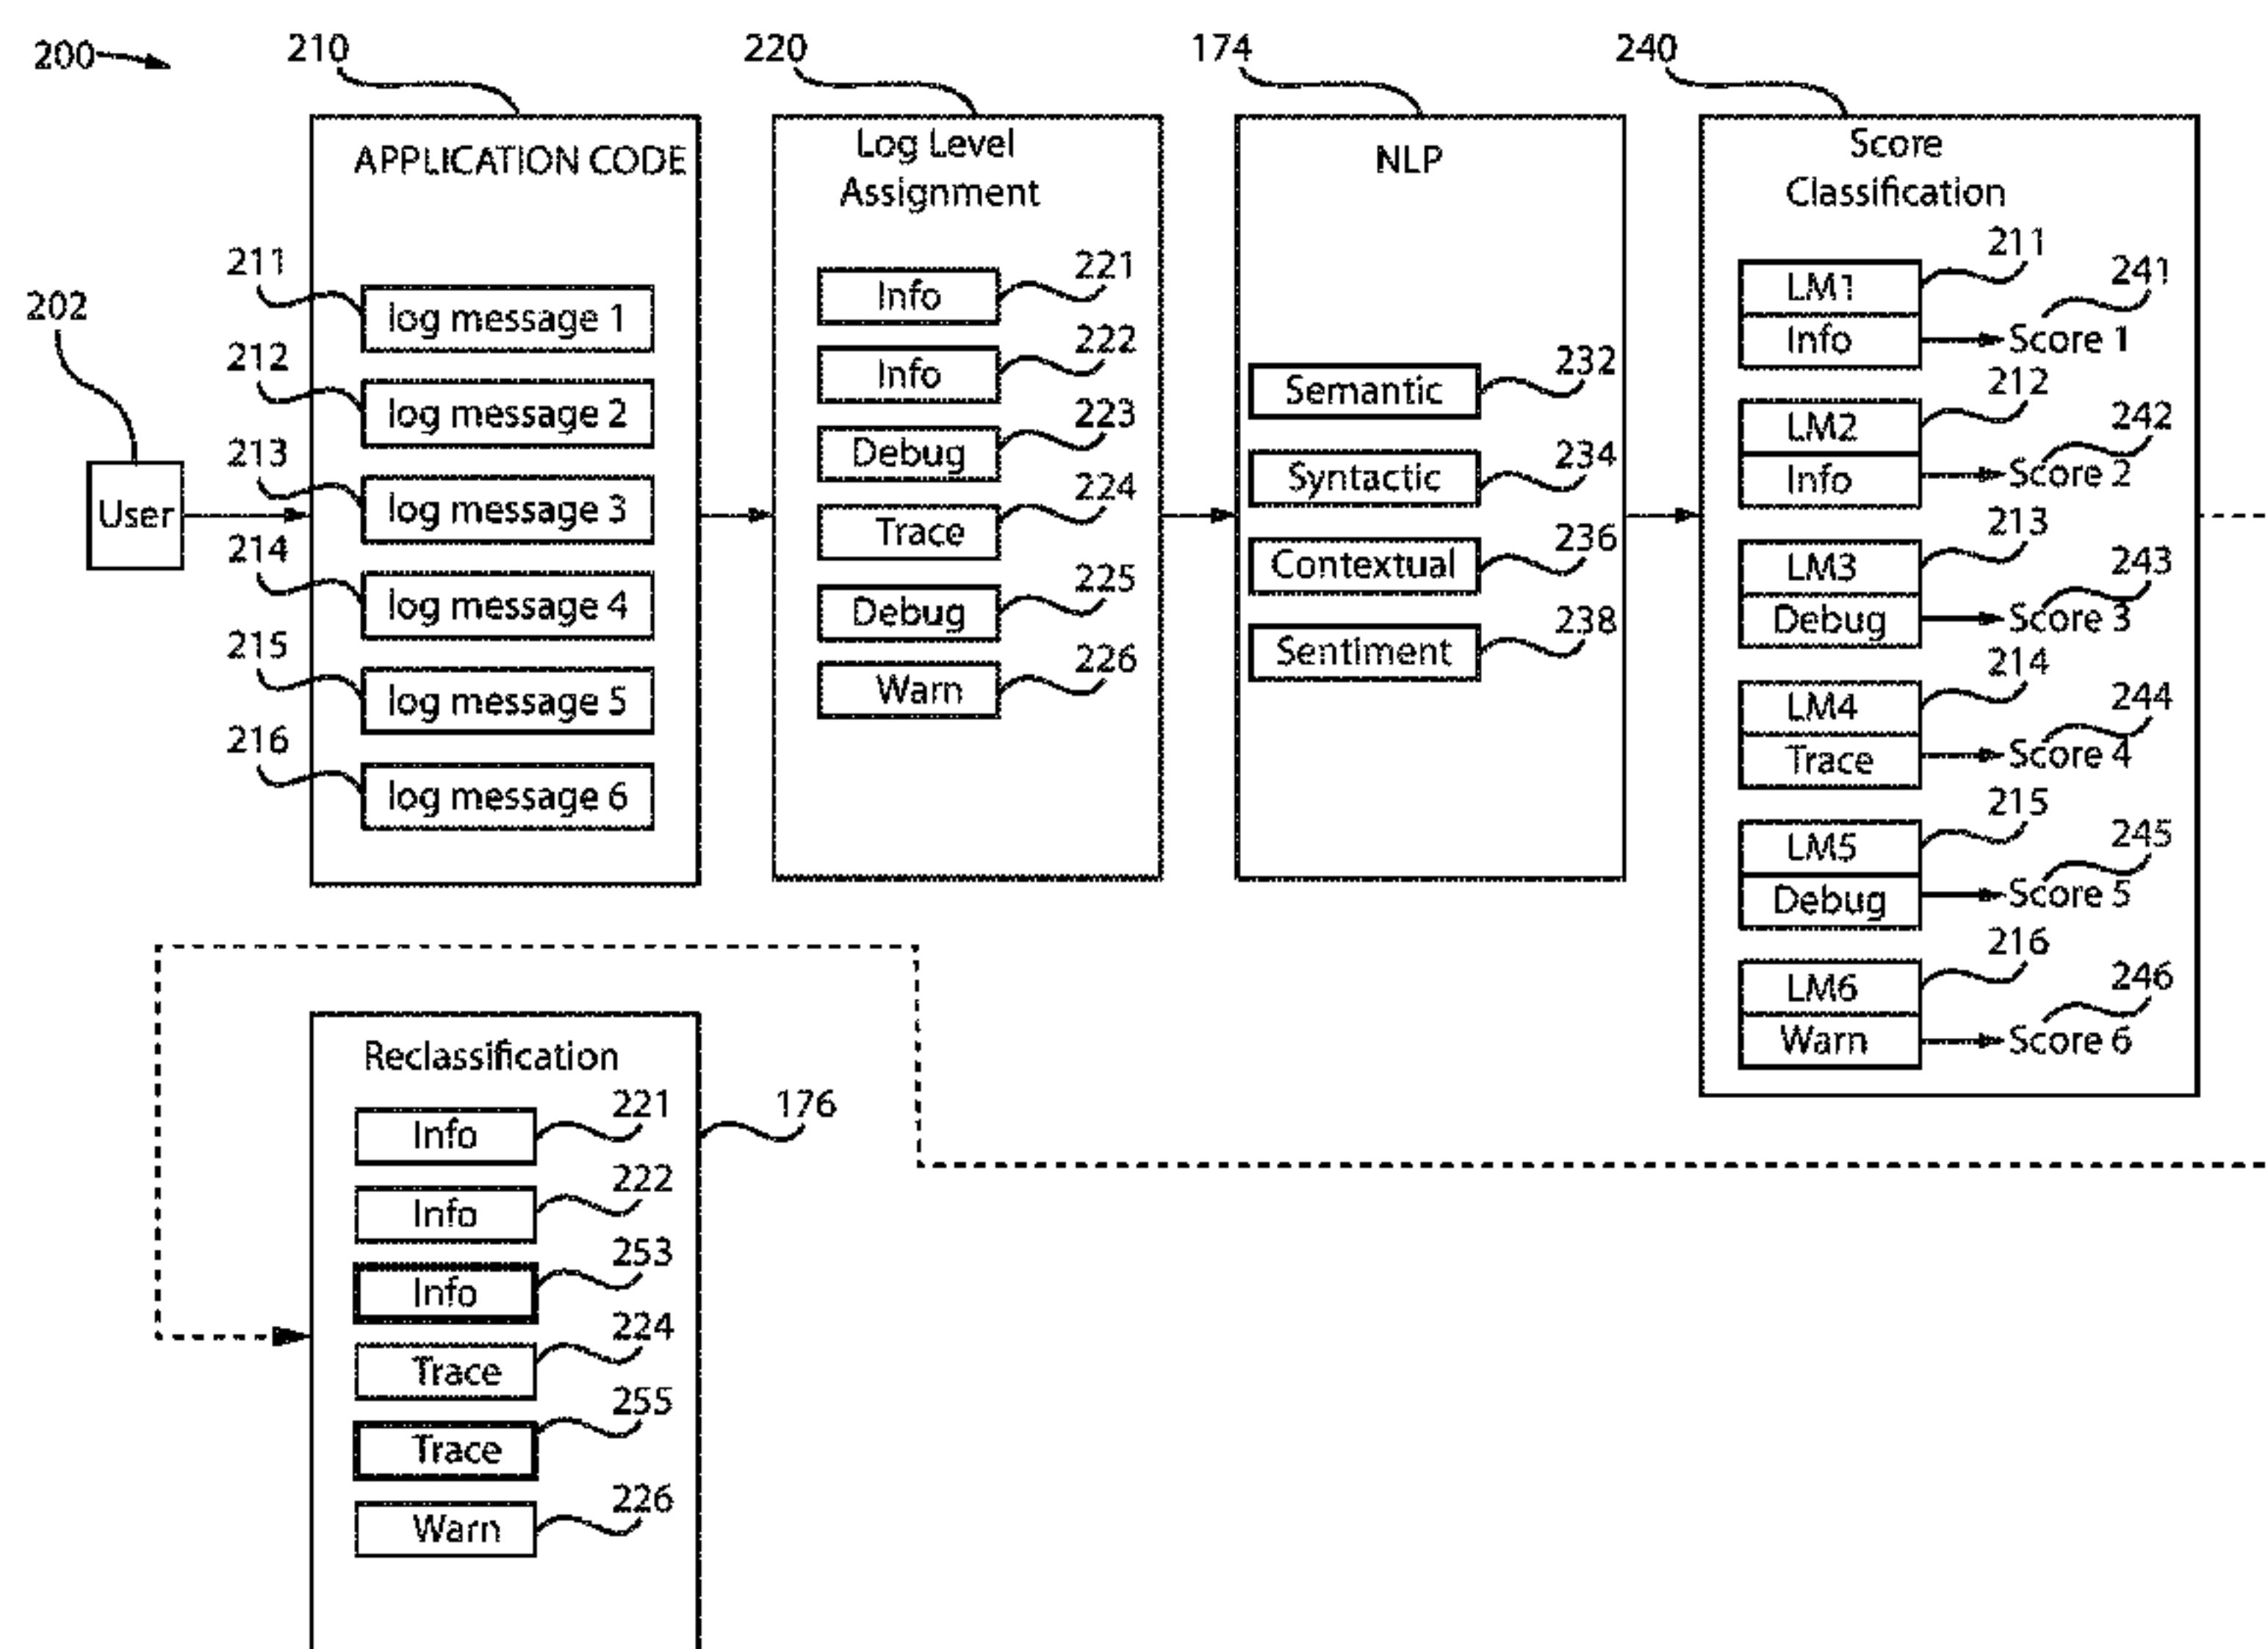 200
210
220
174
240
APPLICATION CODE
Log Level
Assignment
NLP
Score
Classification
202
User
211
log message 1
212
log message 2
213
log message 3
214
log message 4
215
log message 5
216
log message 6
Info
221
Info
222
Debug
223
Trace
224
Debug
225
Warn
226
Semantic
232
Syntactic
234
Contextual
236
Sentiment
238
LM1
211
241
Info
Score 1
LM2
212
242
Info
Score 2
LM3
213
243
Debug
Score 3
LM4
214
244
Trace
Score 4
LM5
215
245
Debug
Score 5
LM6
216
246
Warn
Score 6
Reclassification
176
Info
221
Info
222
Info
253
Trace
224
Trace
255
Warn
226